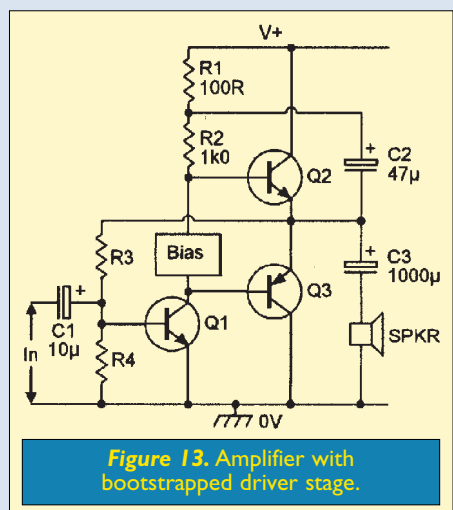 V+
R1
100R
R2
1k0
Q2
C2
+
47µ
Bias
R3
Q3
+
C3
1000µ
+
C1
10µ
Q1
In
R4
SPKR
0V
Figure 13. Amplifier with
bootstrapped driver stage.